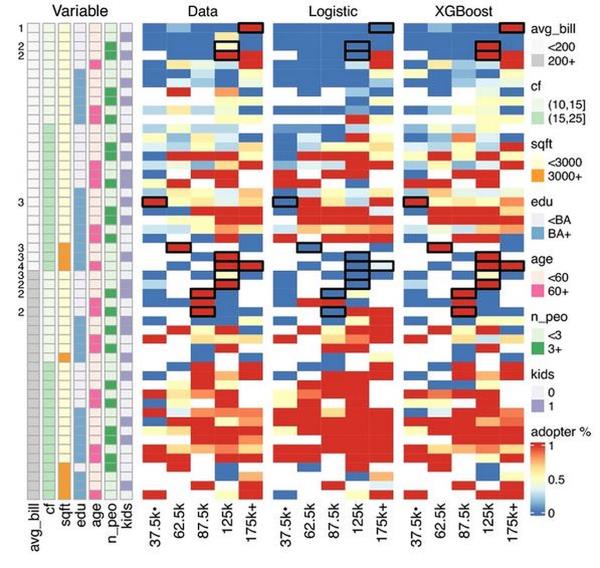 Variable Data Logistic XGBoost
1
2
2
3
3
3
4
3
2
2
2
avg_bill
<200
200+
cf
(10,15]
(15,25]
sqft
<3000
3000+
edu
<BA
BA+
age
<60
60+
n_peo
<3
3+
kids
0
1
adopter %
1
0.5
0
avg_bill cf sqft edu age n_peo kids
37.5k• 62.5k 87.5k 125k 175k+
37.5k• 62.5k 87.5k 125k 175k+
37.5k• 62.5k 87.5k 125k 175k+